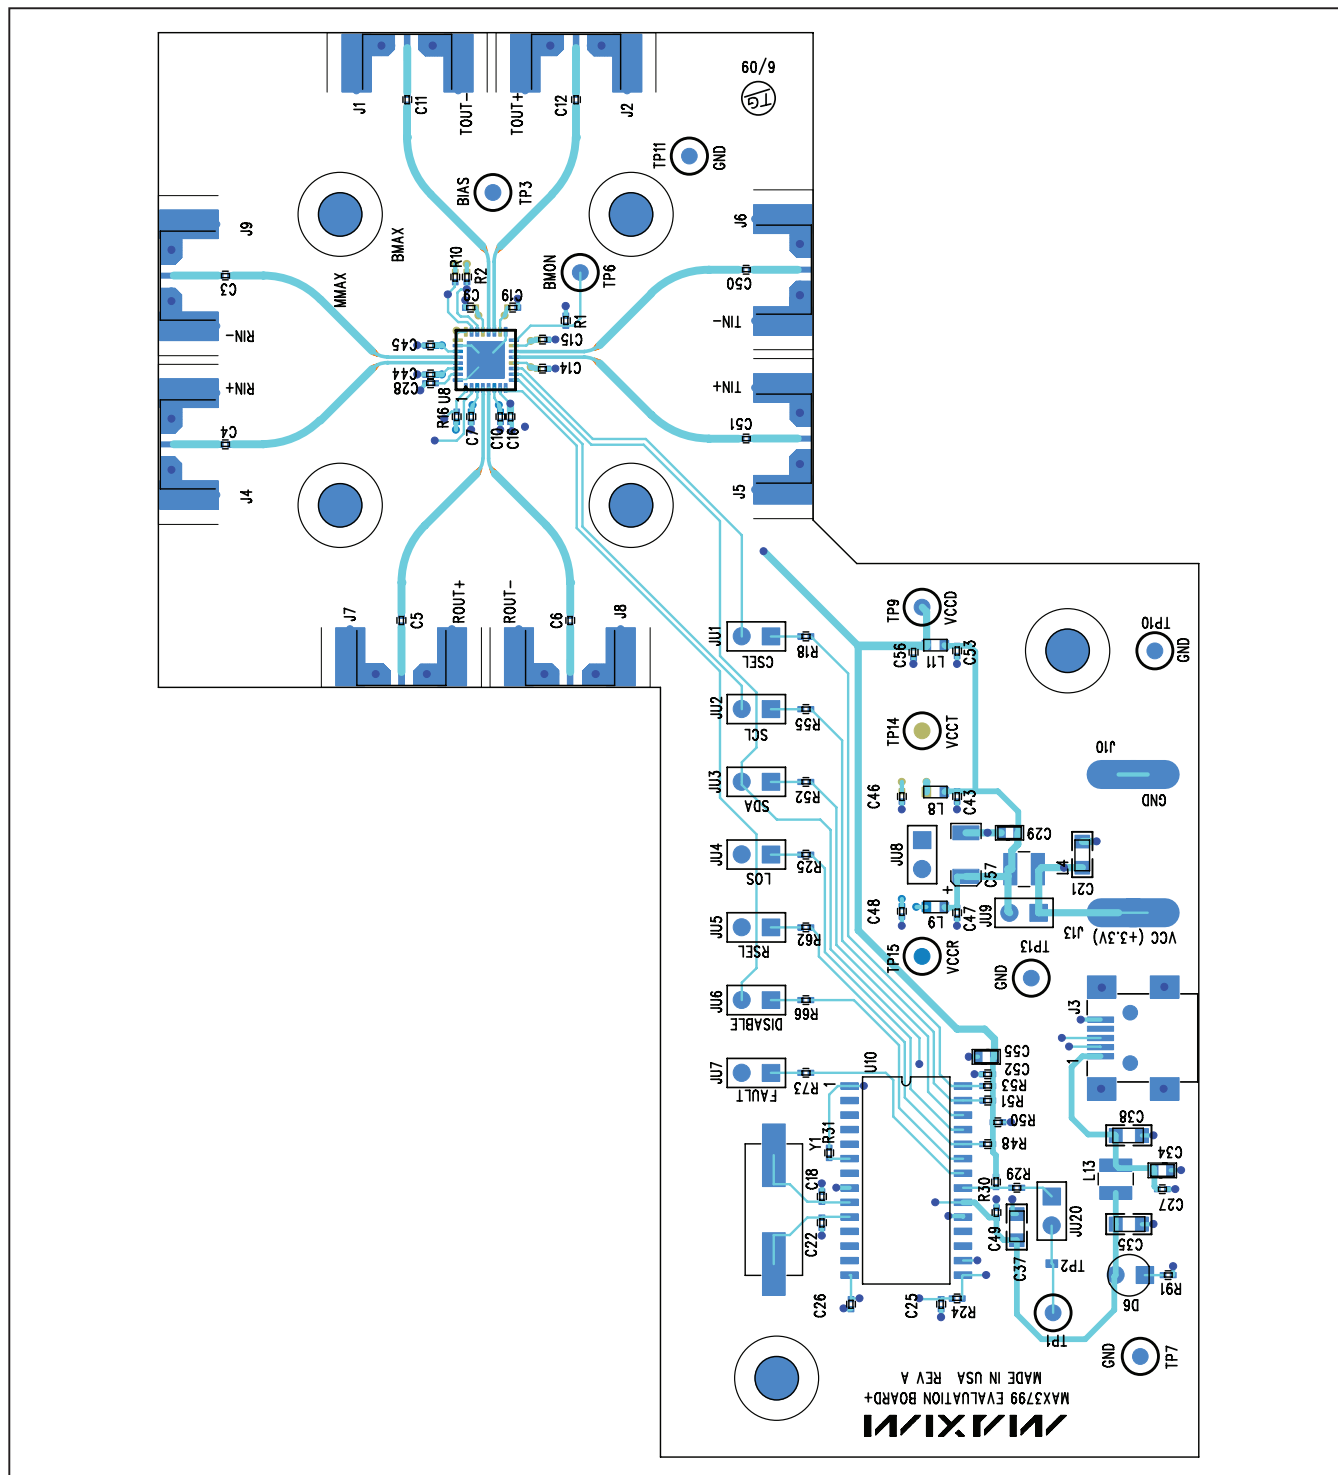 6/09
TG
J1
C11
TOUT-
TOUT+
C12
J2
TP11
GND
BIAS
TP3
J9
BMAX
J6
MMAX
C3
RIN-
R10
R2
BMON
TP6
C50
TIN-
C9
C19
R1
C45
C15
C44
C28
C14
U8
1
RIN+
C4
J4
R16
C7
C10
C16
TIN+
C51
J5
J7
C5
ROUT+
ROUT-
C6
J8
JU1
CSEL
R18
TP9
VCCD
C56
L11
C53
TP10
GND
JU2
SCL
R55
TP14
VCCT
JU3
SDA
R52
C46
L8
C43
J10
GND
JU4
LOS
R25
JU8
C29
C57
+
L4
C21
JU5
RSEL
R62
C48
L9
C47
JU9
J13
VCC (+3.3V)
TP15
VCCR
TP13
GND
JU6
DISABLE
R66
J3
1
JU7
FAULT
R73
U10
1
C55
C52
R53
R51
R50
R48
Y1
R31
C38
C34
L13
C27
C18
C22
R30
R29
JU20
C49
C37
C35
TP2
C26
C25
R24
TP1
D6
R91
GND
TP7
MADE IN USA REV A
MAX3799 EVALUATION BOARD+
MAXIM